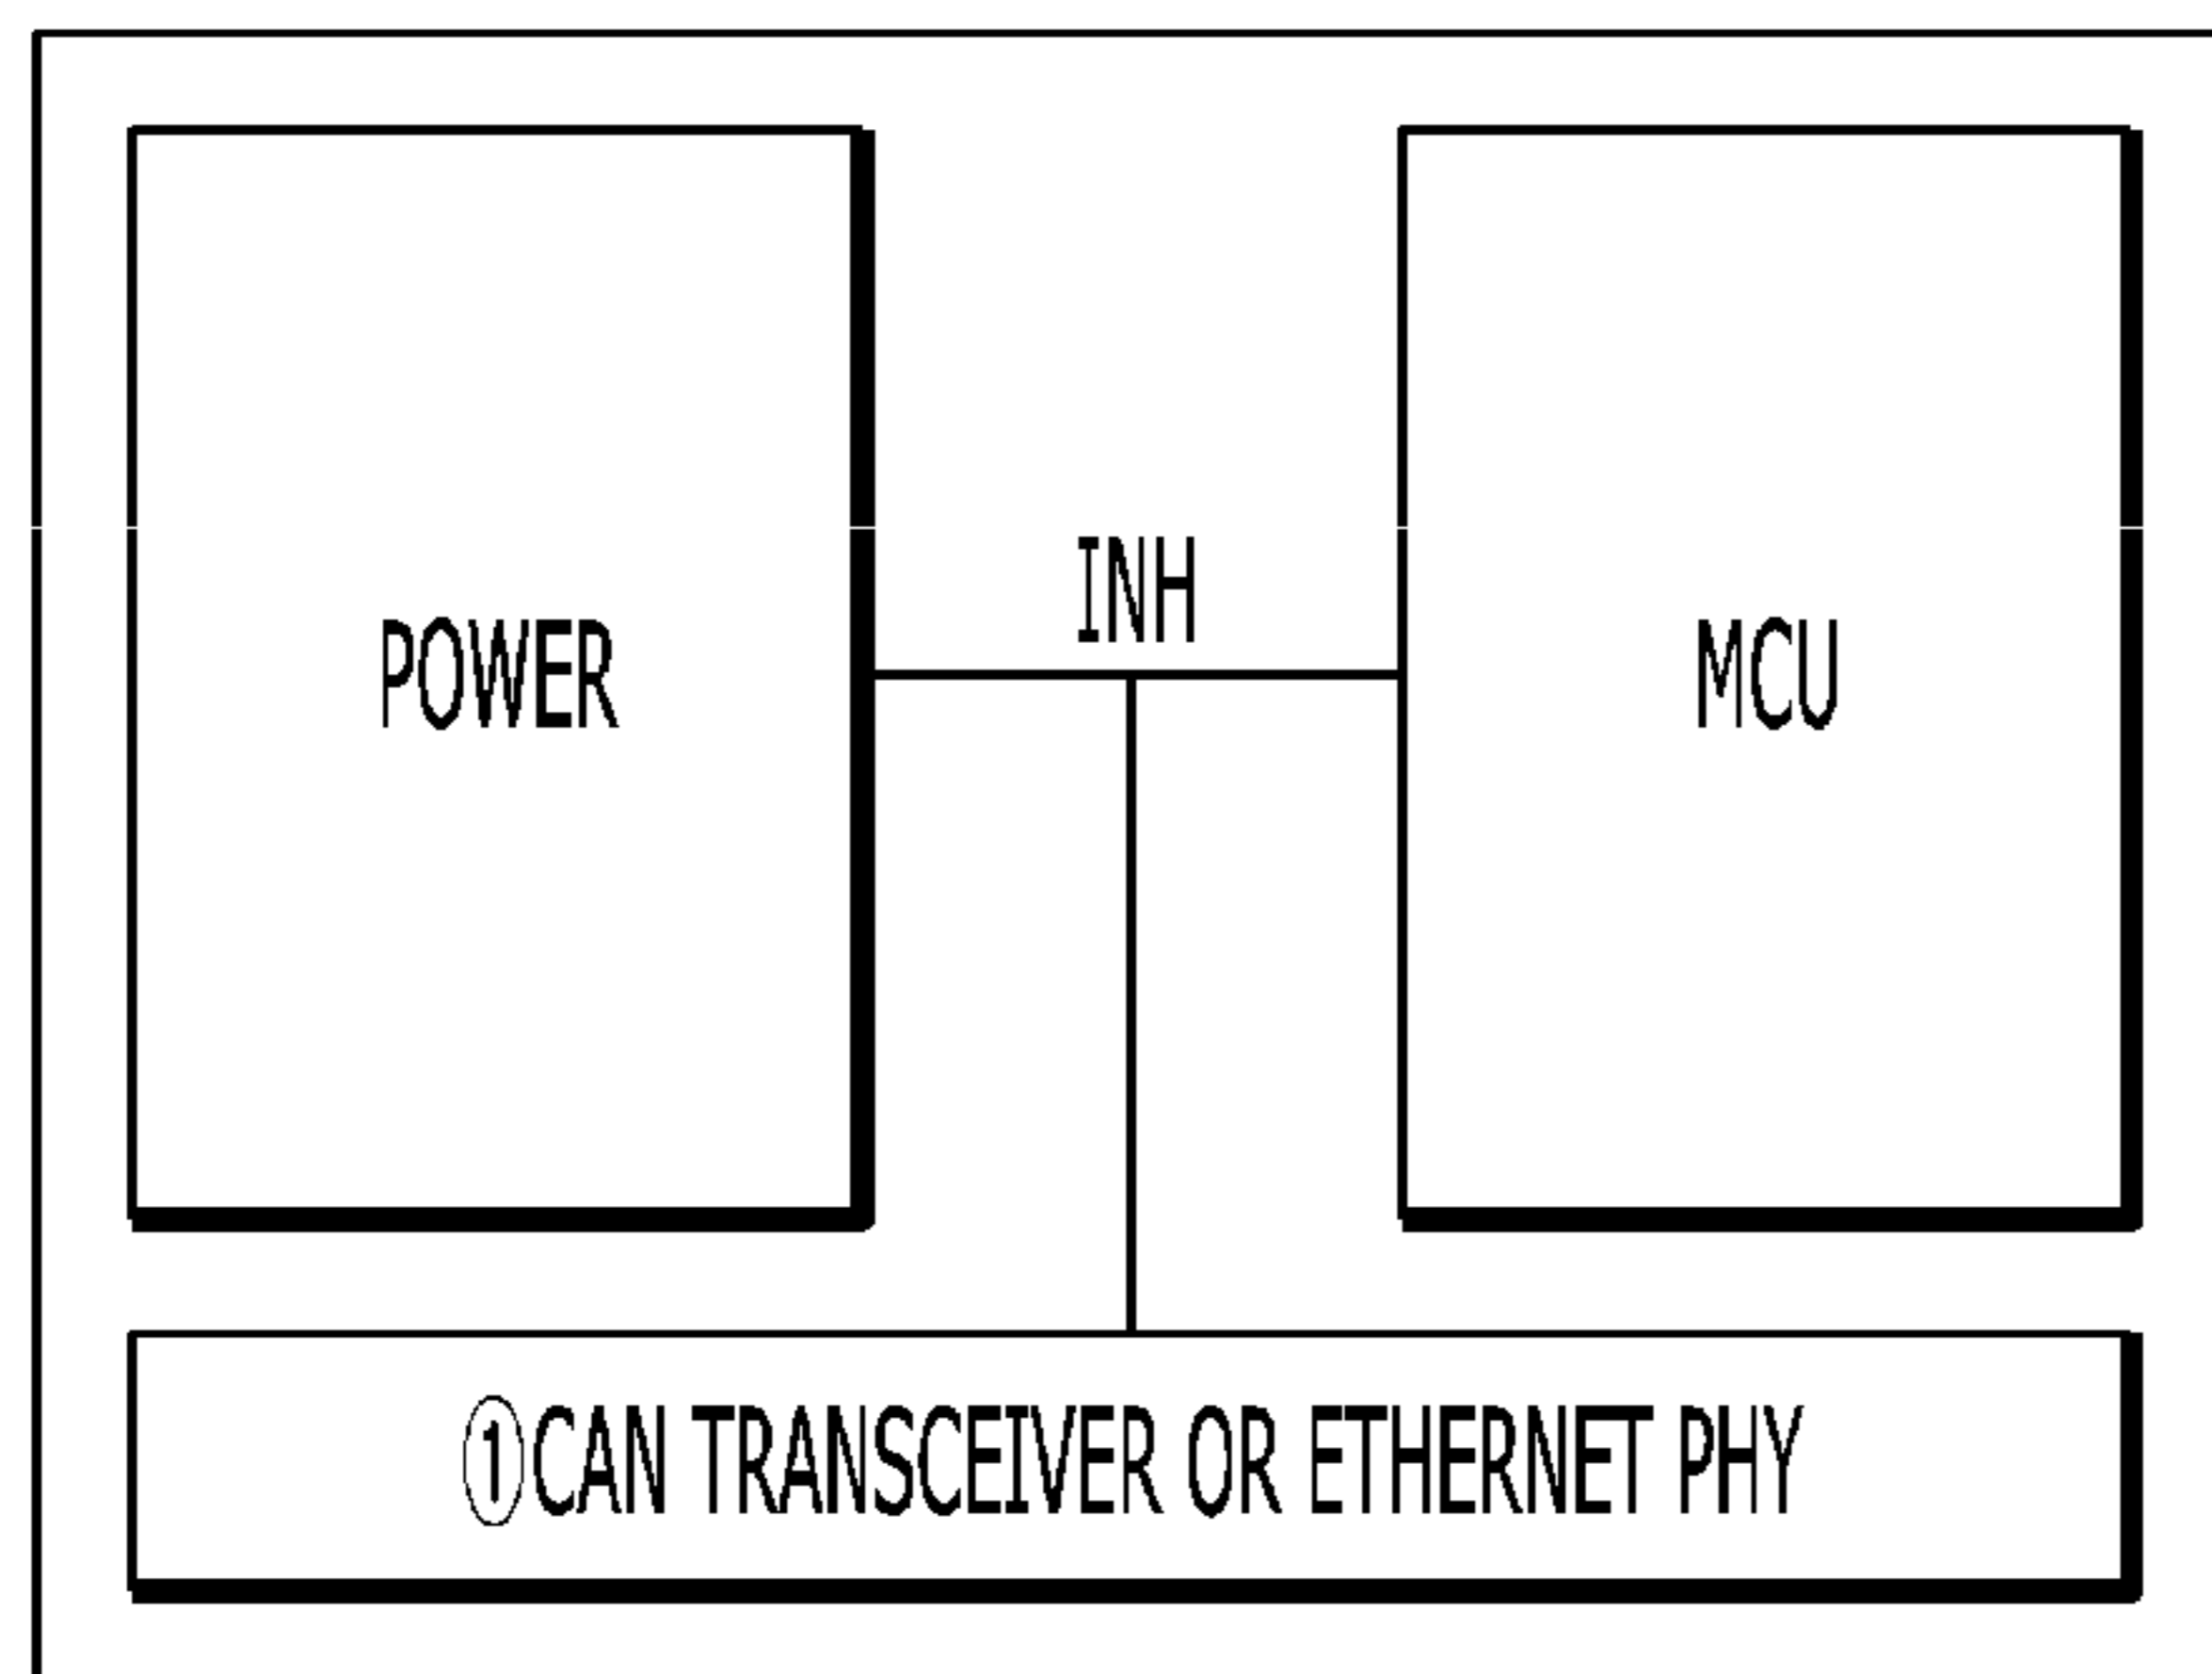 INH
POWER
MCU
①CAN TRANSCEIVER OR ETHERNET PHY